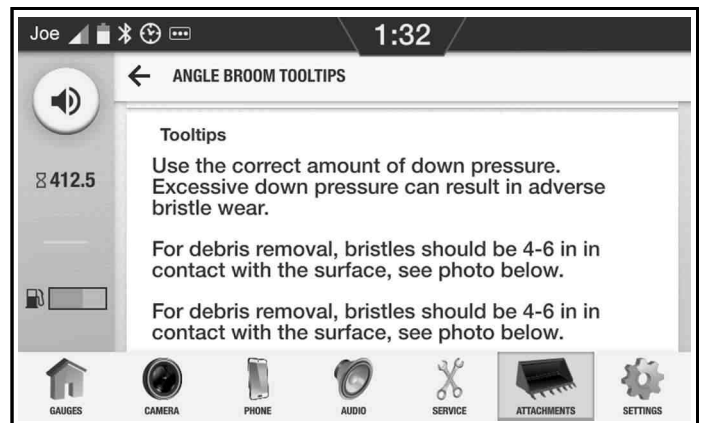 Joe
1:32
ANGLE BROOM TOOLTIPS
412.5
Tooltips
Use the correct amount of down pressure.
Excessive down pressure can result in adverse
bristle wear.
For debris removal, bristles should be 4-6 in in
contact with the surface, see photo below.
For debris removal, bristles should be 4-6 in in
contact with the surface, see photo below.
GAUGES
CAMERA
PHONE
AUDIO
SERVICE
ATTACHMENTS
SETTINGS